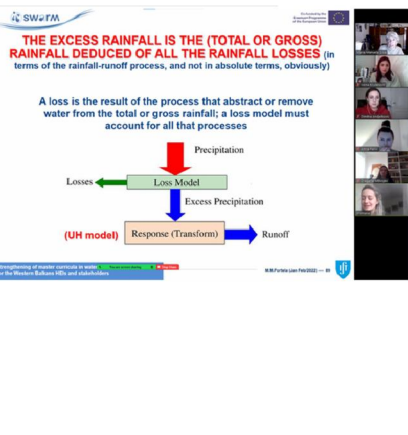 SWARM
THE EXCESS RAINFALL IS THE (TOTAL OR GROSS)
RAINFALL DEDUCED OF ALL THE RAINFALL LOSSES (in
terms of the rainfall-runoff process, and not in absolute terms, obviously)
A loss is the result of the process that abstract or remove
water from the total or gross rainfall; a loss model must
account for all that processes
Precipitation
Losses
Loss Model
Excess Precipitation
(UH model)
Response (Transform)
Runoff
trengthening of master curricula in water
or the Western Balkans HEIs and stakeholders